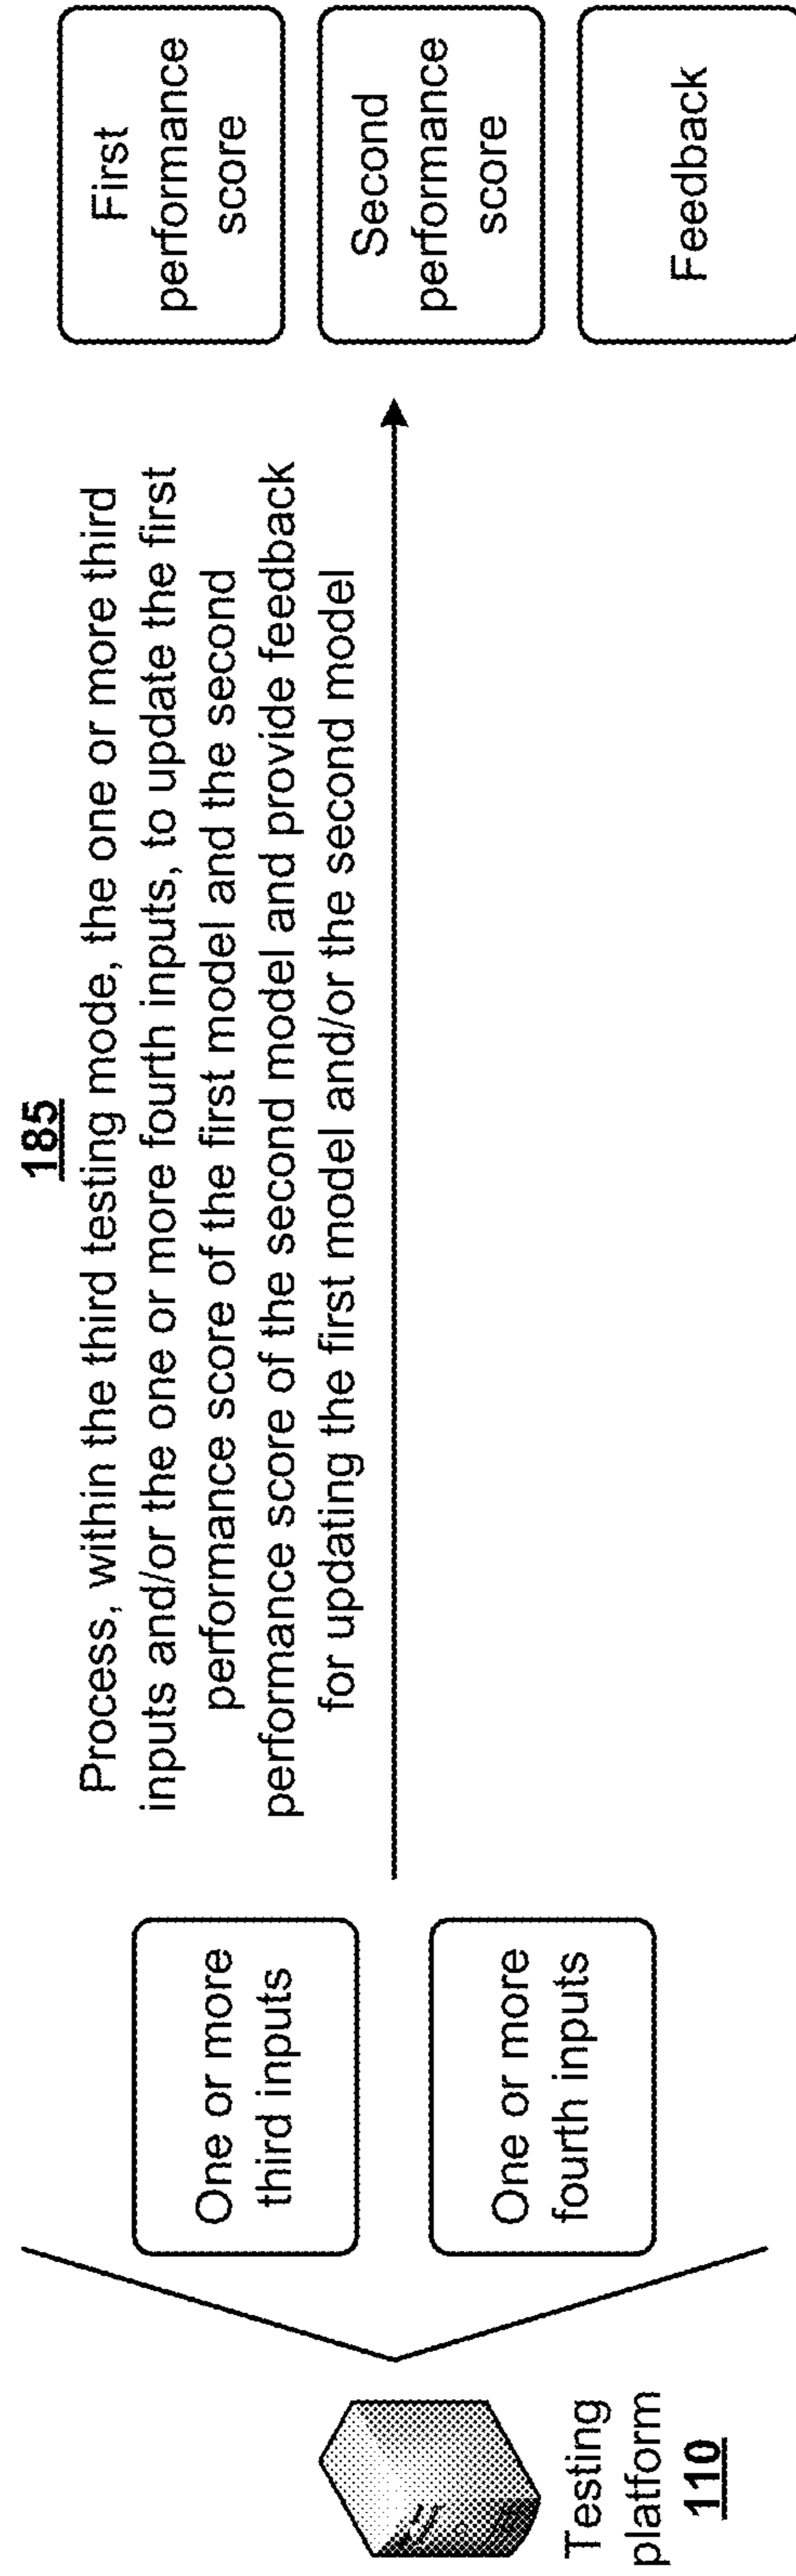 185
Process, within the third testing mode, the one or more third
inputs and/or the one or more fourth inputs, to update the first
performance score of the first model and the second
performance score of the second model and provide feedback
for updating the first model and/or the second model
Testing
platform
110
One or more
third inputs
One or more
fourth inputs
First
performance
score
Second
performance
score
Feedback